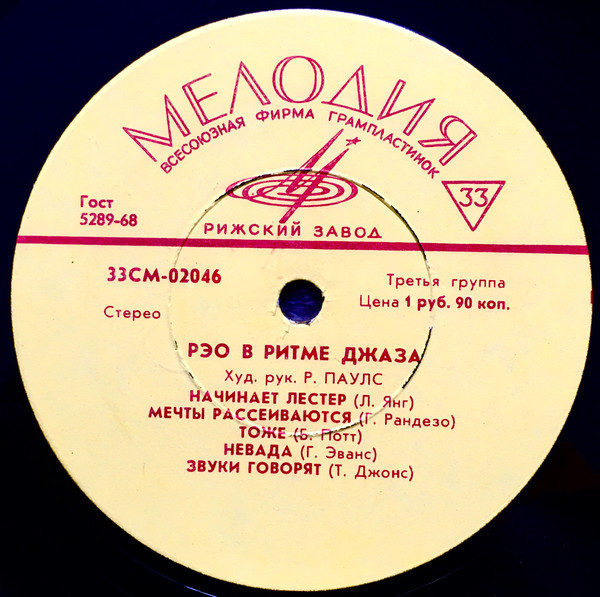 МЕЛОДИЯ
ВСЕСОЮЗНАЯ ФИРМА ГРАМПЛАСТИНОК
33
Гост
5289-68
РИЖСКИЙ ЗАВОД
33СМ-02046
Третья группа
Стерео
Цена 1 руб. 90 коп.
РЭО В РИТМЕ ДЖАЗА
Худ. рук. Р. ПАУЛС
НАЧИНАЕТ ЛЕСТЕР (Л. Янг)
МЕЧТЫ РАССЕИВАЮТСЯ (Г. Рандезо)
ТОЖЕ (Б. Потт)
НЕВАДА (Г. Эванс)
ЗВУКИ ГОВОРЯТ (Т. Джонс)